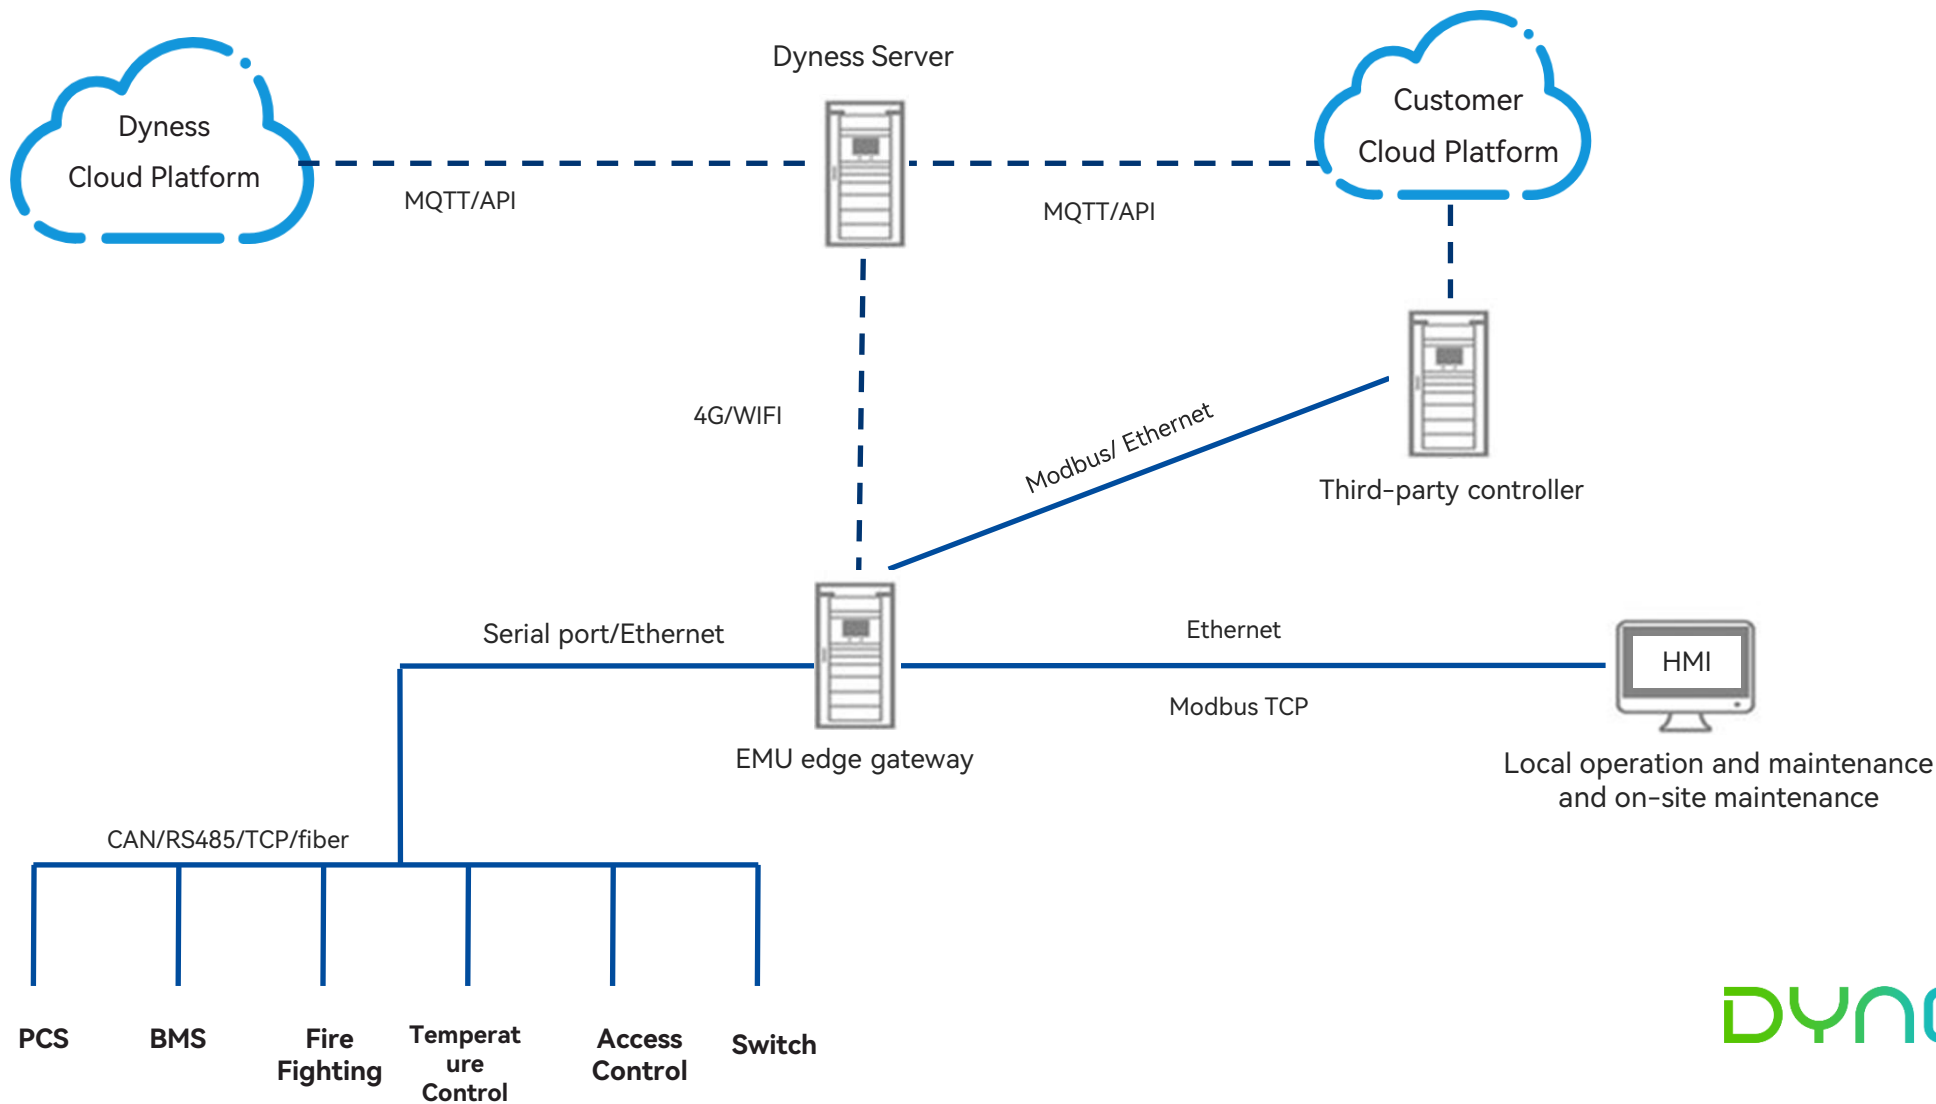 Dyness Server
Dyness
Cloud Platform
Customer
Cloud Platform
MQTT/API
MQTT/API
4G/WIFI
Modbus/ Ethernet
Third-party controller
Serial port/Ethernet
Ethernet
HMI
Modbus TCP
EMU edge gateway
Local operation and maintenance
and on-site maintenance
CAN/RS485/TCP/fiber
PCS
BMS
Fire
Fighting
Temperat
ure
Control
Access
Control
Switch
DYN